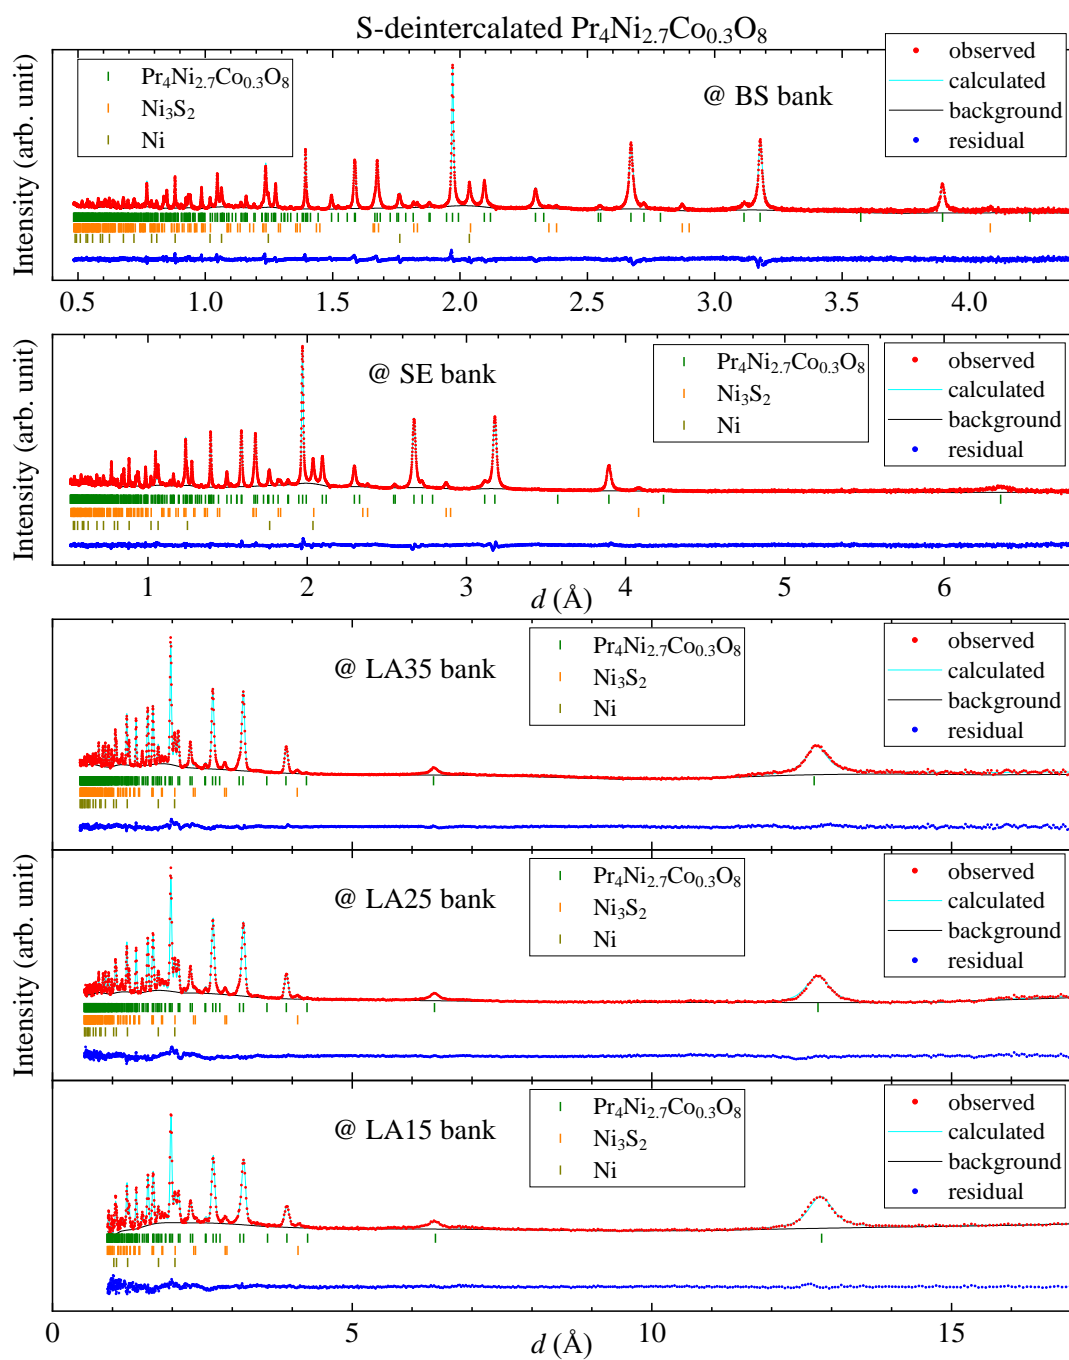 S-deintercalated Pr₄Ni₂.₇Co₀.₃O₈
Intensity (arb. unit)
Pr₄Ni₂.₇Co₀.₃O₈
Ni₃S₂
Ni
@ BS bank
observed
calculated
background
residual
0.5 1.0 1.5 2.0 2.5 3.0 3.5 4.0
Intensity (arb. unit)
@ SE bank
Pr₄Ni₂.₇Co₀.₃O₈
Ni₃S₂
Ni
observed
calculated
background
residual
1 2 3 4 5 6
d (Å)
@ LA35 bank
Pr₄Ni₂.₇Co₀.₃O₈
Ni₃S₂
Ni
observed
calculated
background
residual
Intensity (arb. unit)
@ LA25 bank
Pr₄Ni₂.₇Co₀.₃O₈
Ni₃S₂
Ni
observed
calculated
background
residual
@ LA15 bank
Pr₄Ni₂.₇Co₀.₃O₈
Ni₃S₂
Ni
observed
calculated
background
residual
0 5 10 15
d (Å)